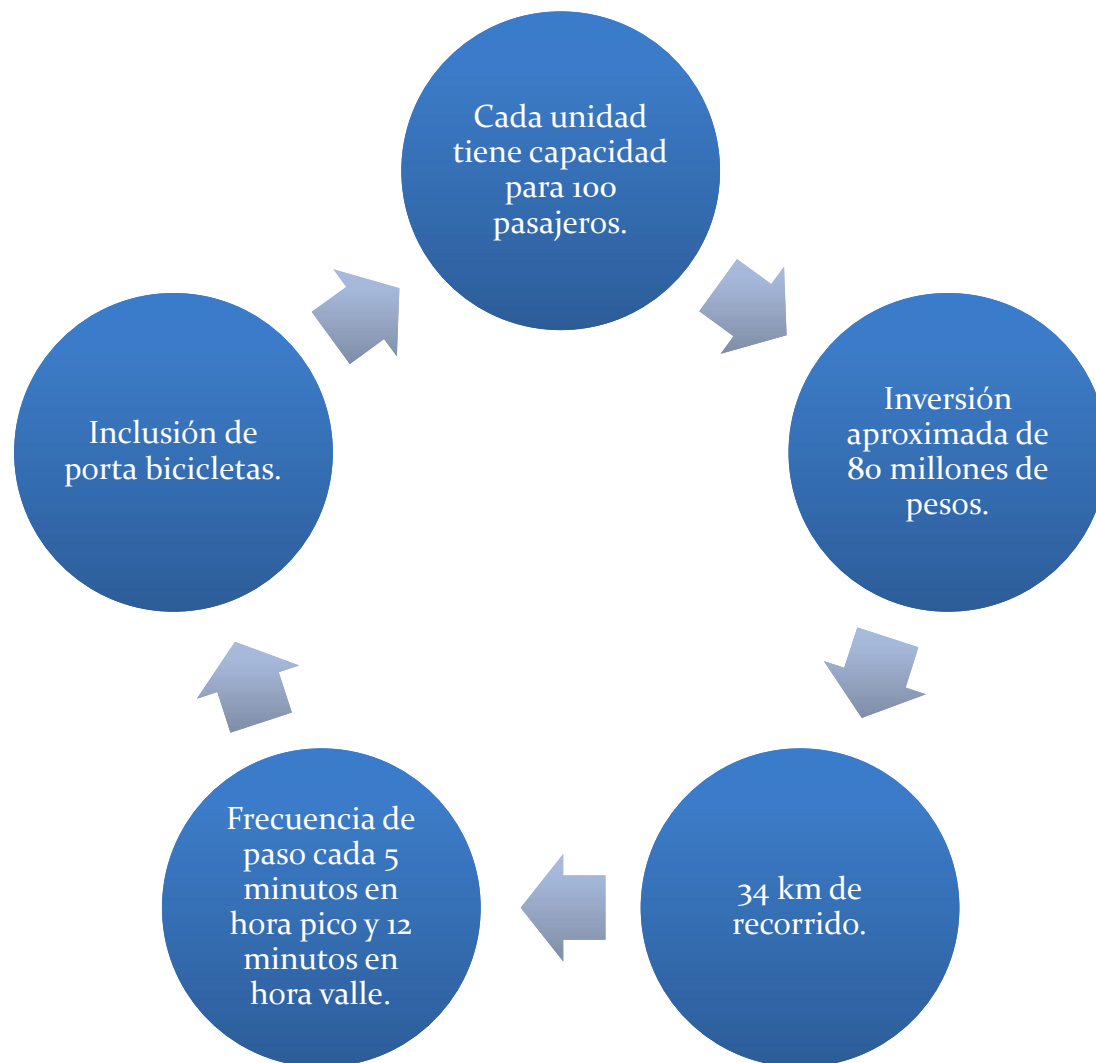 Cada unidad
tiene capacidad
para 100
pasajeros.
Inversión
aproximada de
80 millones de
pesos.
34 km de
recorrido.
Frecuencia de
paso cada 5
minutos en
hora pico y 12
minutos en
hora valle.
Inclusión de
porta bicicletas.